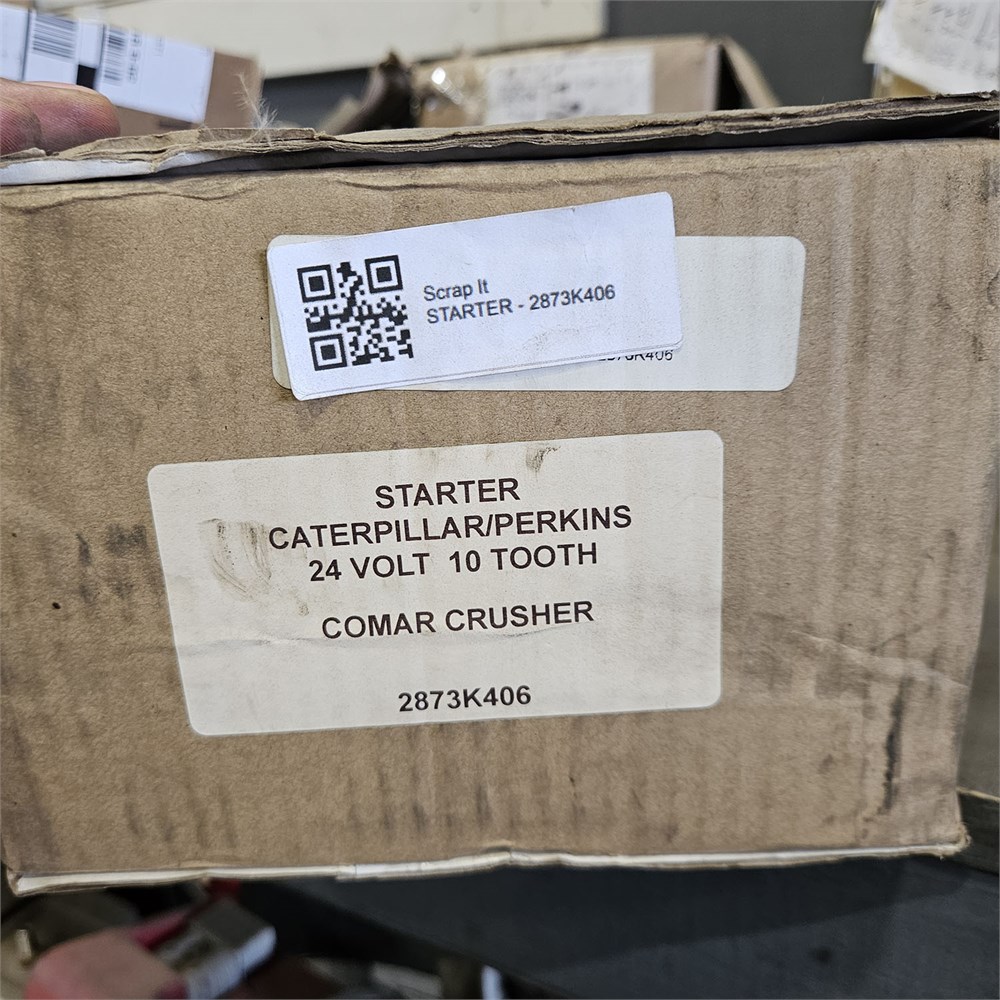 Scrap It
STARTER - 2873K406
STARTER
CATERPILLAR/PERKINS
24 VOLT 10 TOOTH
COMAR CRUSHER
2873K406